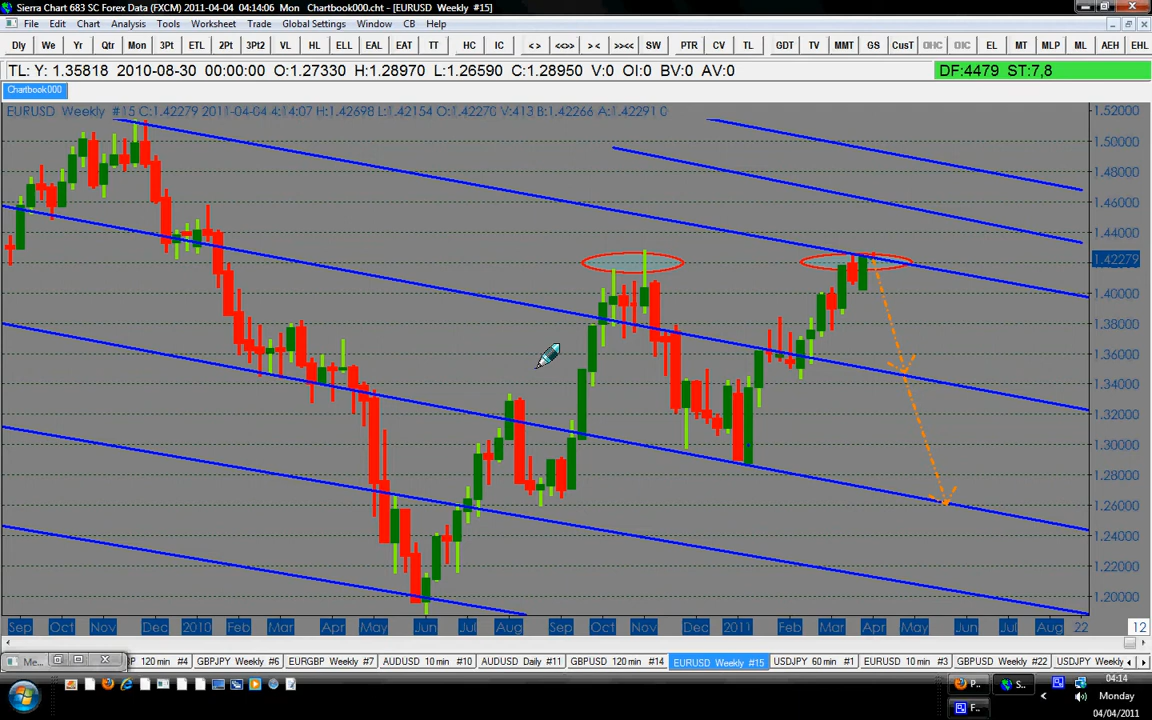 Sierra Chart 683 SC Forex Data (FXCM) 2011-04-04 04:14:06 Mon Chartbook000.cht - [EURUSD Weekly #15]
File Edit Chart Analysis Tools Worksheet Trade Global Settings Window CB Help
Dly We Yr Qtr Mon 3Pt ETL 2Pt 3Pt2 VL HL ELL EAL EAT TT HC IC <> <<>> >< >><< SW PTR CV TL GDT TV MMT GS CusT OHC OIC EL MT MLP ML AEH EHL
TL: Y: 1.35818 2010-08-30 00:00:00 O:1.27330 H:1.28970 L:1.26590 C:1.28950 V:0 OI:0 BV:0 AV:0
DF:4479 ST:7,8
Chartbook000
EURUSD Weekly #15 C:1.42279 2011-04-04 4:14:07 H:1.42698 L:1.42154 O:1.42270 V:413 B:1.42266 A:1.42291 0
1.52000
1.50000
1.48000
1.46000
1.44000
1.42279
1.40000
1.38000
1.36000
1.34000
1.32000
1.30000
1.28000
1.26000
1.24000
1.22000
1.20000
Sep Oct Nov Dec 2010 Feb Mar Apr May Jun Jul Aug Sep Oct Nov Dec 2011 Feb Mar Apr May Jun Jul Aug 22 12
Me... P 120 min #4 GBPJPY Weekly #6 EURGBP Weekly #7 AUDUSD 10 min #10 AUDUSD Daily #11 GBPUSD 120 min #14 EURUSD Weekly #15 USDJPY 60 min #1 EURUSD 10 min #3 GBPUSD Weekly #22 USDJPY Weekly
P... S... 04:14
Monday
F... 04/04/2011